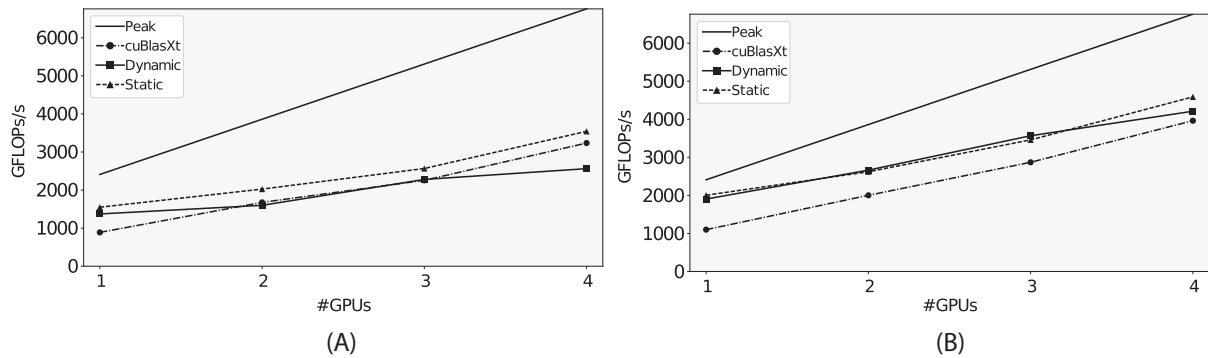 Peak
cuBlasXt
Dynamic
Static
6000
5000
4000
3000
2000
1000
0
GFLOPs/s
1 2 3 4
#GPUs
(A)
Peak
cuBlasXt
Dynamic
Static
6000
5000
4000
3000
2000
1000
0
GFLOPs/s
1 2 3 4
#GPUs
(B)